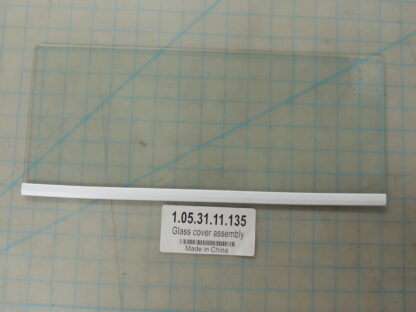 1.05.31.11.135
Glass cover assembly
Made in China